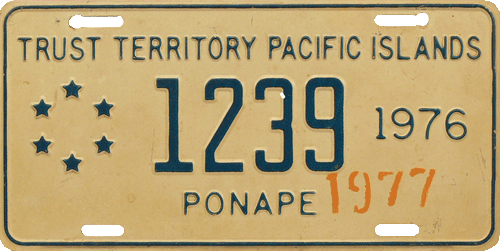 TRUST TERRITORY PACIFIC ISLANDS
1239
1976
PONAPE
1977